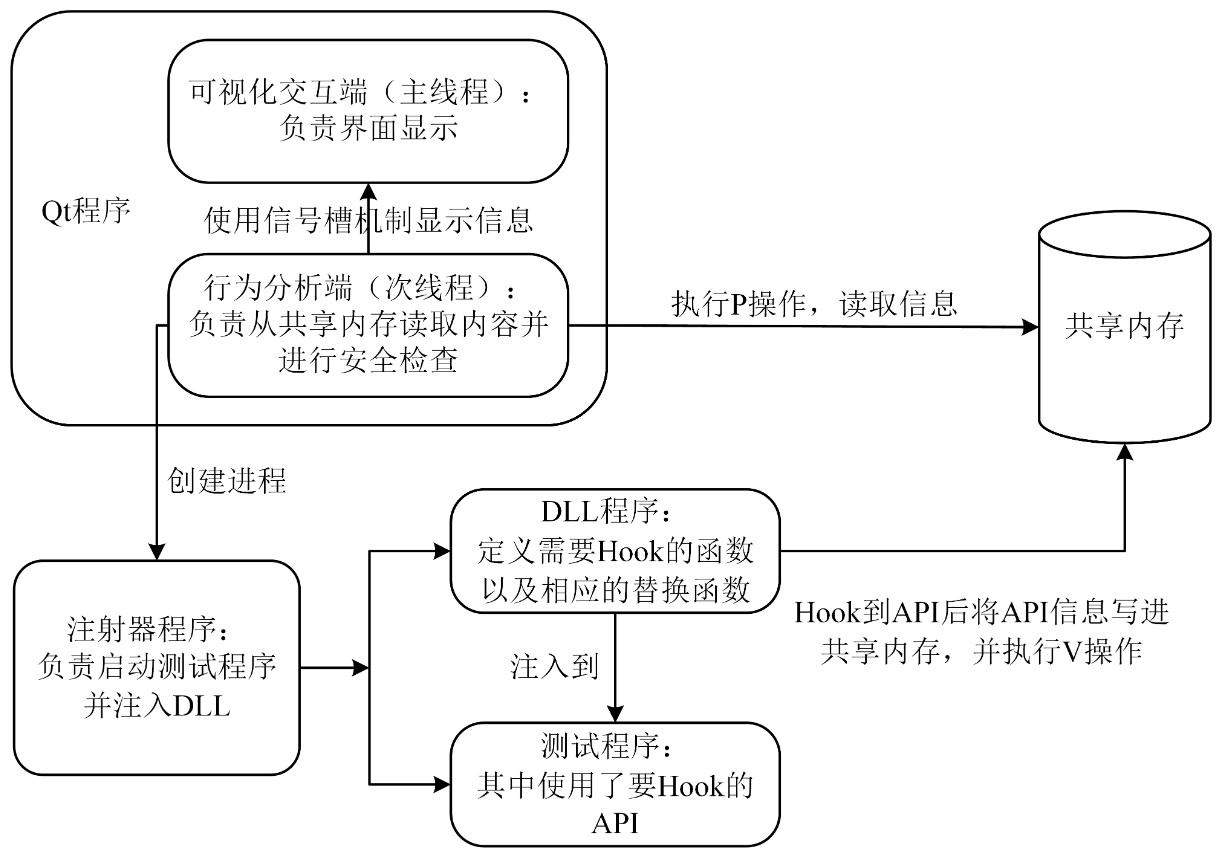 可视化交互端（主线程）：
负责界面显示
Qt程序
使用信号槽机制显示信息
行为分析端（次线程）：
负责从共享内存读取内容并
进行安全检查
执行P操作，读取信息
共享内存
创建进程
DLL程序：
定义需要Hook的函数
以及相应的替换函数
Hook到API后将API信息写进
共享内存，并执行V操作
注射器程序：
负责启动测试程序
并注入DLL
注入到
测试程序：
其中使用了要Hook的
API